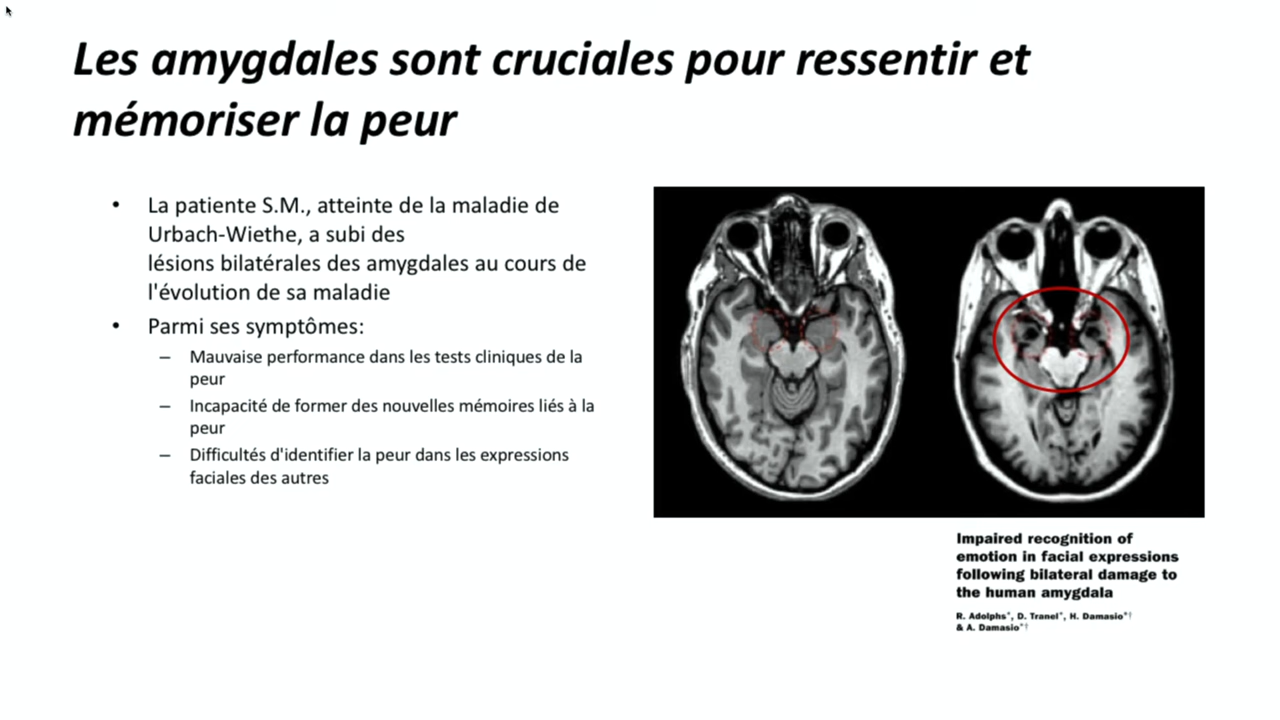 Les amygdales sont cruciales pour ressentir et
mémoriser la peur
• La patiente S.M., atteinte de la maladie de
Urbach-Wiethe, a subi des
lésions bilatérales des amygdales au cours de
l'évolution de sa maladie
• Parmi ses symptômes:
– Mauvaise performance dans les tests cliniques de la
peur
– Incapacité de former des nouvelles mémoires liés à la
peur
– Difficultés d'identifier la peur dans les expressions
faciales des autres
Impaired recognition of
emotion in facial expressions
following bilateral damage to
the human amygdala
R. Adolphs*, D. Tranel*, H. Damasio*†
& A. Damasio*†